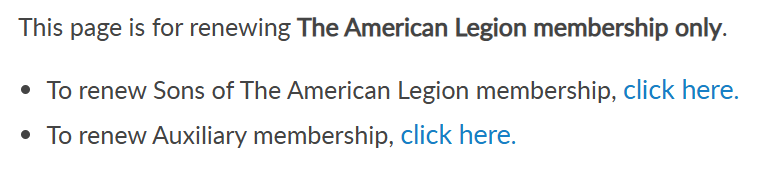 This page is for renewing The American Legion membership only.
• To renew Sons of The American Legion membership, click here.
• To renew Auxiliary membership, click here.